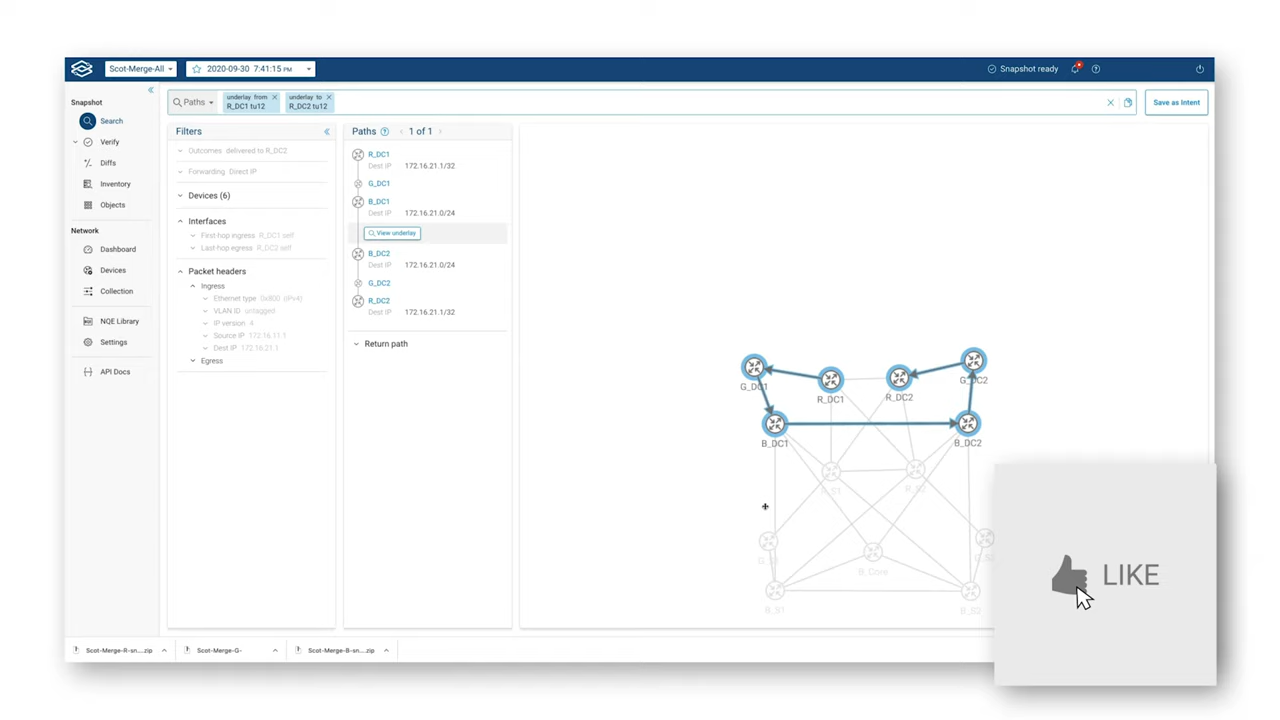 Scot-Merge-All
2020-09-30 7:41:15 PM
Snapshot ready
Snapshot
Search
Verify
Diffs
Inventory
Objects
Network
Dashboard
Devices
Collection
NQE Library
Settings
API Docs
Paths
underlay from
R_DC1 tu12
underlay to
R_DC2 tu12
Save as Intent
Filters
Outcomes delivered to R_DC2
Forwarding Direct IP
Devices (6)
Interfaces
First-hop ingress R_DC1 self
Last-hop egress R_DC2 self
Packet headers
Ingress
Ethernet type 0x800 (IPv4)
VLAN ID untagged
IP version 4
Source IP 172.16.11.1
Dest IP 172.16.21.1
Egress
Paths
1 of 1
R_DC1
Dest IP 172.16.21.1/32
G_DC1
B_DC1
Dest IP 172.16.21.0/24
View underlay
B_DC2
Dest IP 172.16.21.0/24
G_DC2
R_DC2
Dest IP 172.16.21.1/32
Return path
G_DC1
R_DC1
R_DC2
G_DC2
B_DC1
B_DC2
R_S1
B_Core
B_S1
B_S2
LIKE
Scot-Merge-R-sn....zip
Scot-Merge-G-
Scot-Merge-B-sn....zip